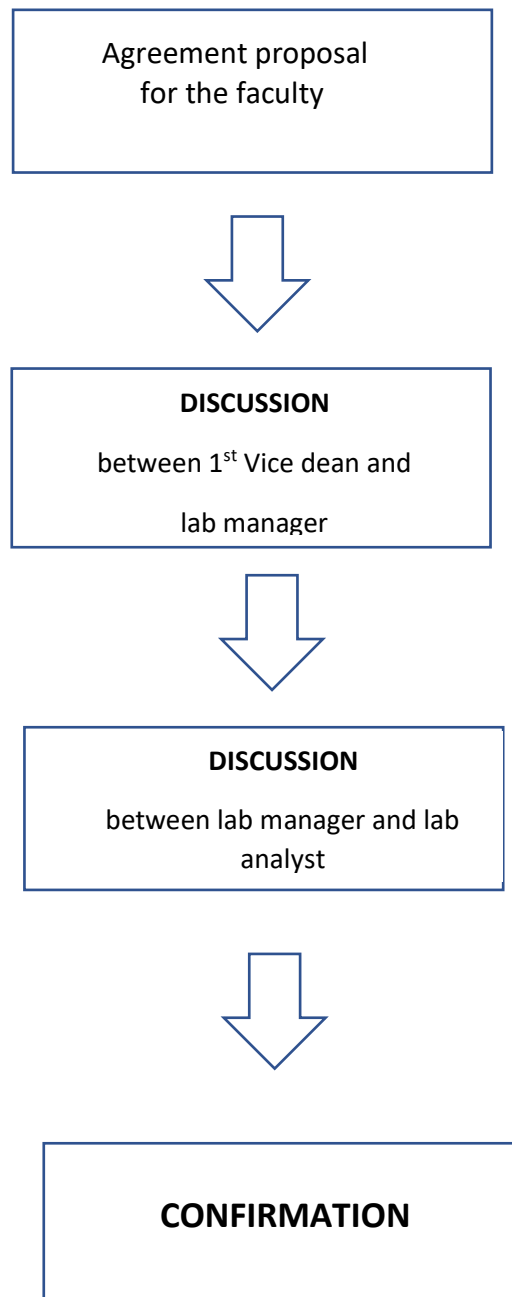 Agreement proposal
for the faculty
DISCUSSION
between 1st Vice dean and
lab manager
DISCUSSION
between lab manager and lab
analyst
CONFIRMATION